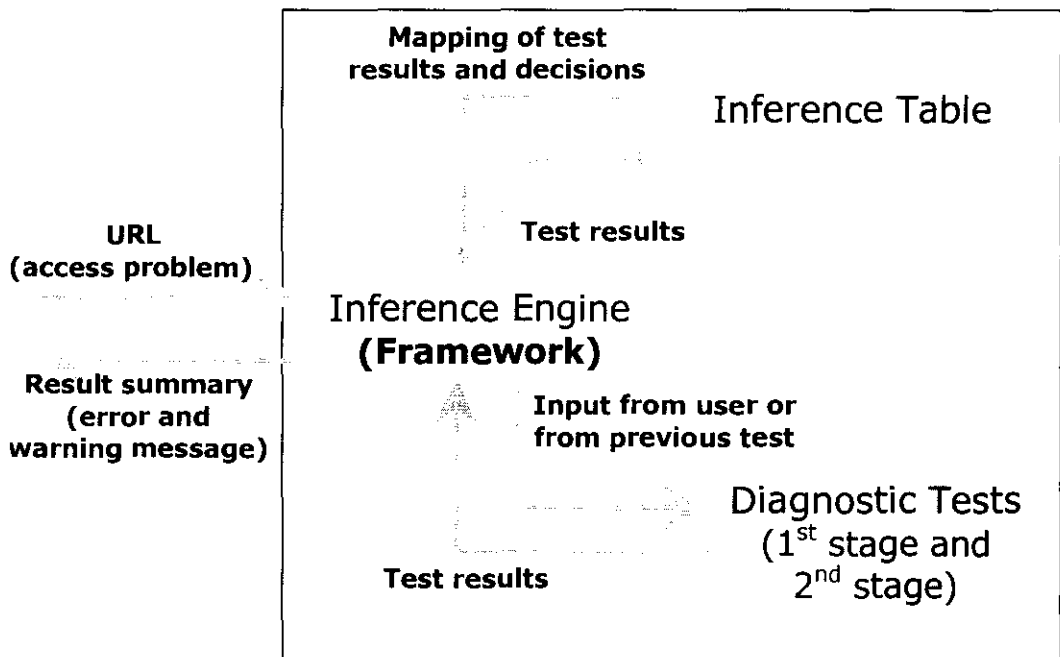 Mapping of test
results and decisions
Inference Table
Test results
URL
(access problem)
Inference Engine
(Framework)
Result summary
(error and
warning message)
Input from user or
from previous test
Diagnostic Tests
(1st stage and
2nd stage)
Test results